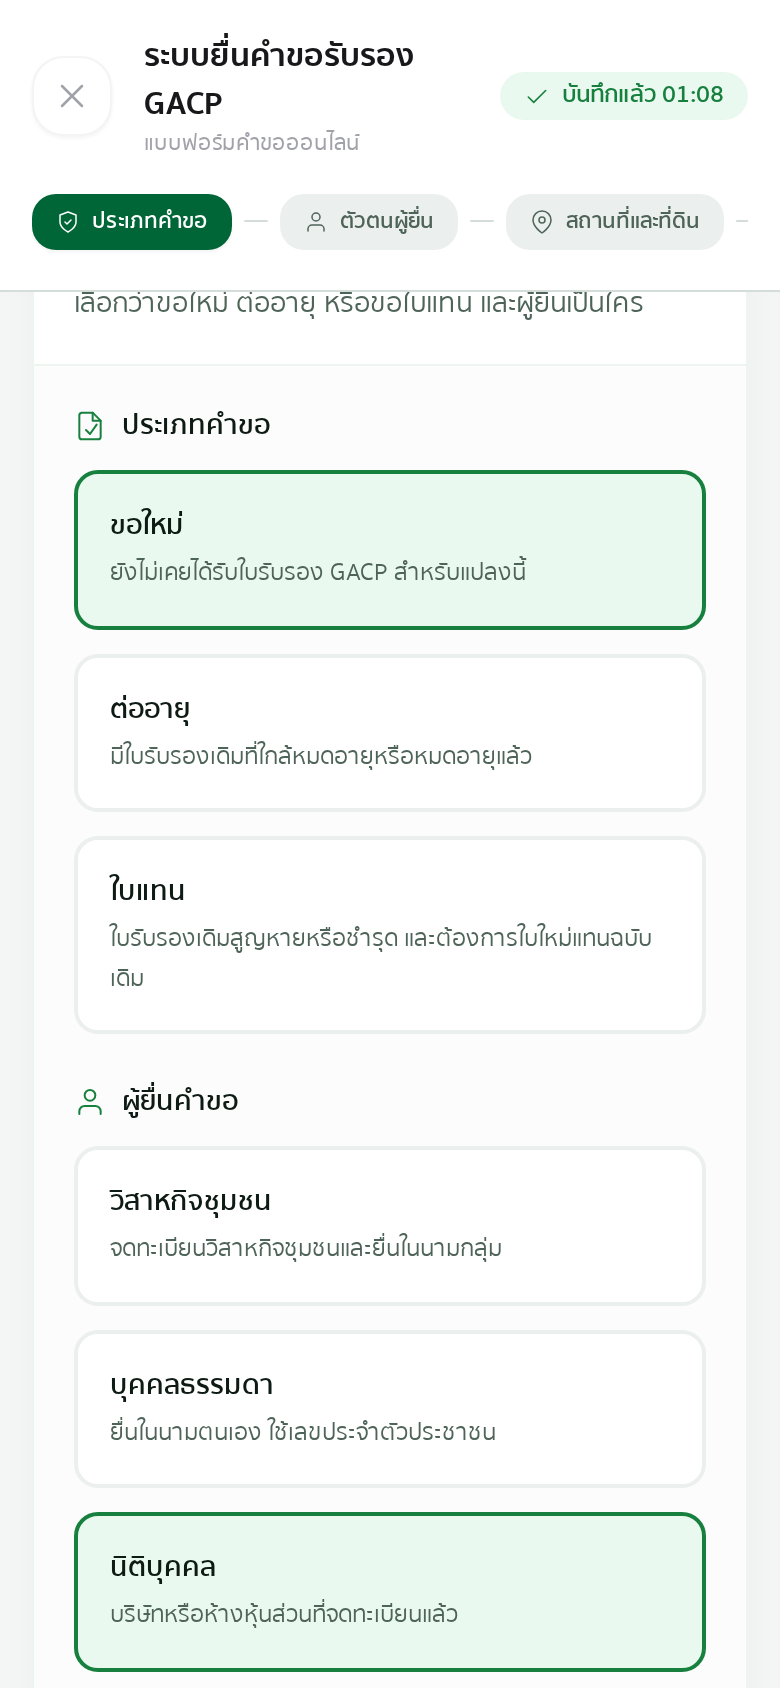 ระบบยื่นคำขอรับรอง
GACP
แบบฟอร์มคำขอออนไลน์
บันทึกแล้ว 01:08
ประเภทคำขอ
ตัวตนผู้ยื่น
สถานที่และที่ดิน
เลือกว่าขอใหม่ ต่ออายุ หรือขอใบแทน และผู้ยื่นเป็นใคร
ประเภทคำขอ
ขอใหม่
ยังไม่เคยได้รับใบรับรอง GACP สำหรับแปลงนี้
ต่ออายุ
มีใบรับรองเดิมที่ใกล้หมดอายุหรือหมดอายุแล้ว
ใบแทน
ใบรับรองเดิมสูญหายหรือชำรุด และต้องการใบใหม่แทนฉบับ
เดิม
ผู้ยื่นคำขอ
วิสาหกิจชุมชน
จดทะเบียนวิสาหกิจชุมชนและยื่นในนามกลุ่ม
บุคคลธรรมดา
ยื่นในนามตนเอง ใช้เลขประจำตัวประชาชน
นิติบุคคล
บริษัทหรือห้างหุ้นส่วนที่จดทะเบียนแล้ว